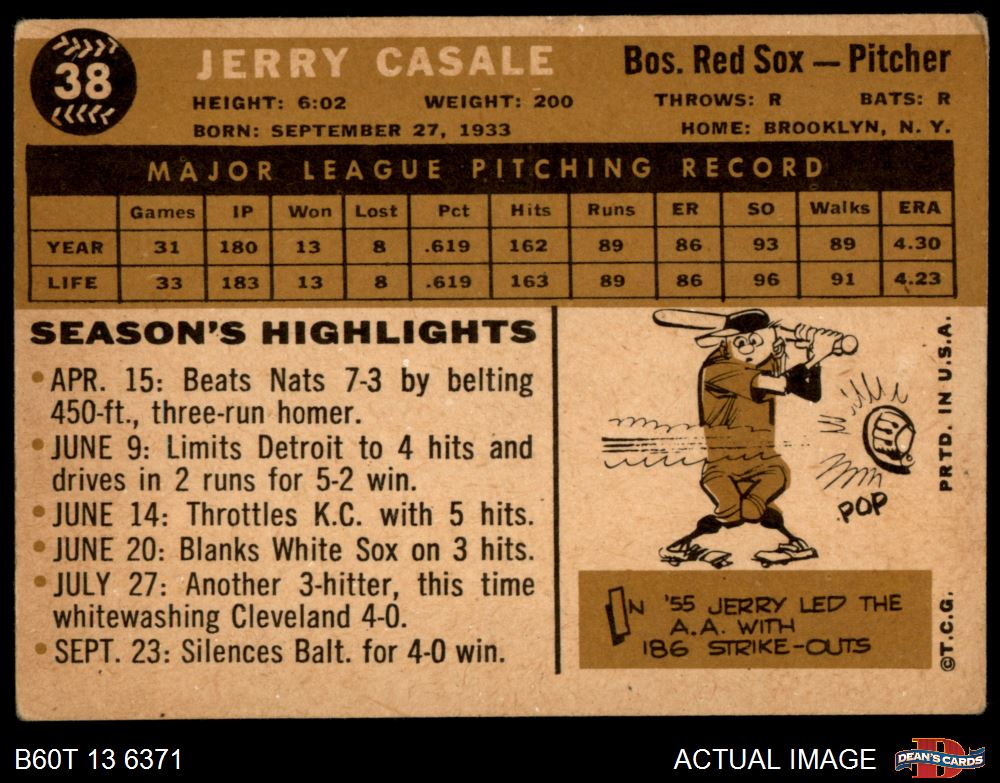 38
JERRY CASALE
Bos. Red Sox — Pitcher
HEIGHT: 6:02 WEIGHT: 200 THROWS: R BATS: R
BORN: SEPTEMBER 27, 1933 HOME: BROOKLYN, N. Y.
MAJOR LEAGUE PITCHING RECORD
Games IP Won Lost Pct Hits Runs ER SO Walks ERA
YEAR 31 180 13 8 .619 162 89 86 93 89 4.30
LIFE 33 183 13 8 .619 163 89 86 96 91 4.23
SEASON'S HIGHLIGHTS
• APR. 15: Beats Nats 7-3 by belting
450-ft., three-run homer.
• JUNE 9: Limits Detroit to 4 hits and
drives in 2 runs for 5-2 win.
• JUNE 14: Throttles K.C. with 5 hits.
• JUNE 20: Blanks White Sox on 3 hits.
• JULY 27: Another 3-hitter, this time
whitewashing Cleveland 4-0.
• SEPT. 23: Silences Balt. for 4-0 win.
POP
IN '55 JERRY LED THE
A.A. WITH
186 STRIKE-OUTS
©T.C.G. PRTD. IN U.S.A.
B60T 13 6371
ACTUAL IMAGE
D
DEAN'S CARDS